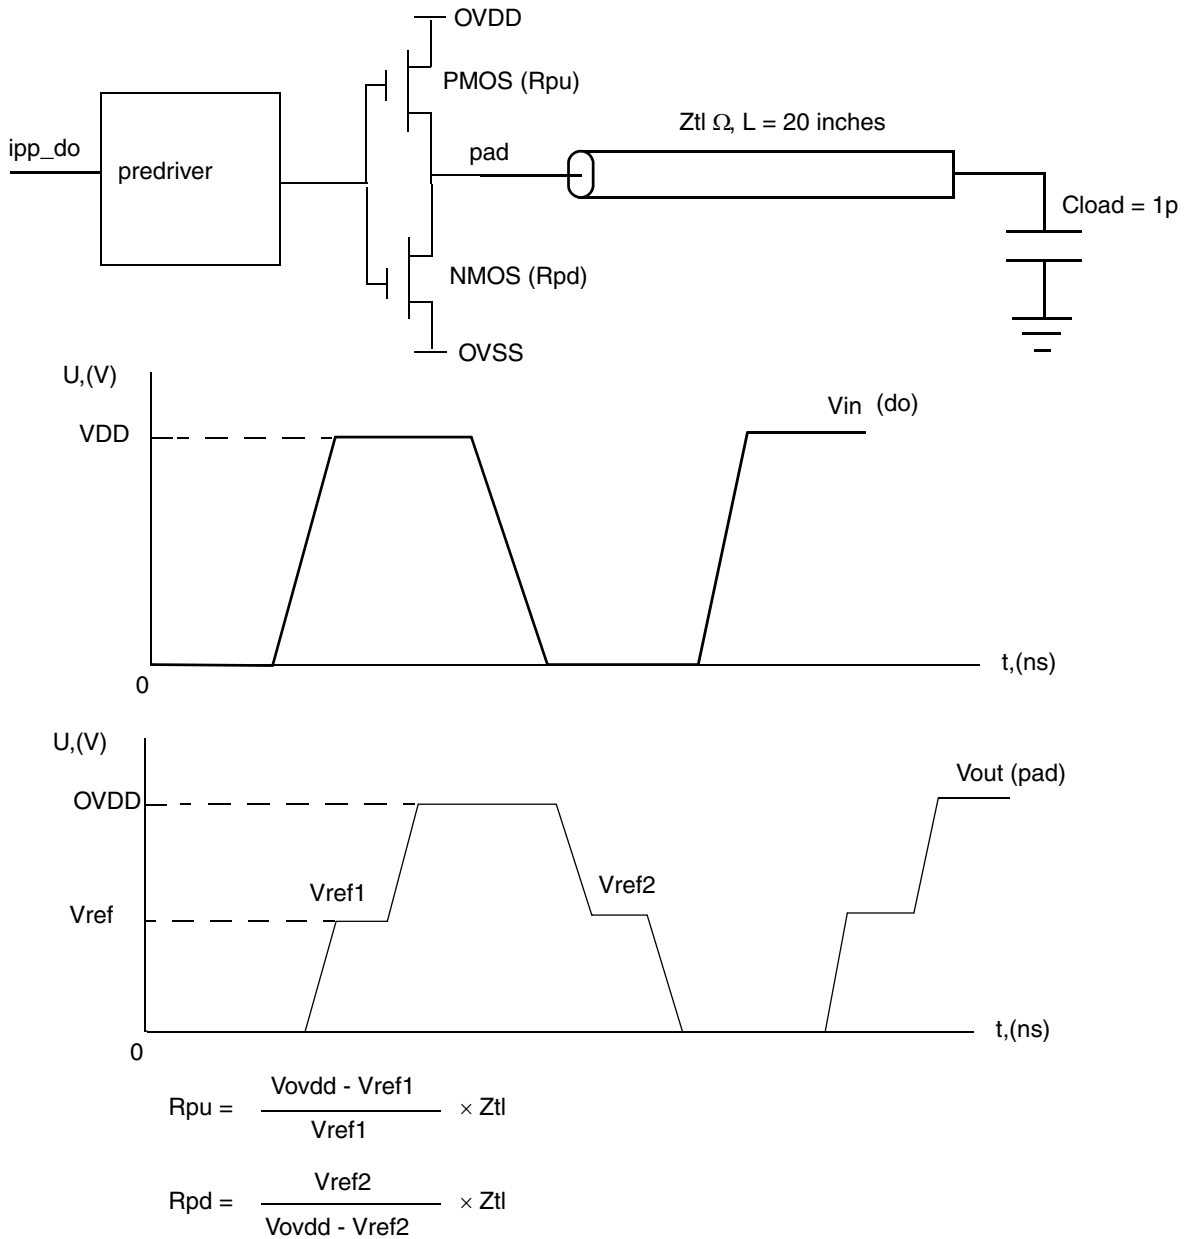 OVDD
PMOS (Rpu)
Ztl Ω, L = 20 inches
ipp_do
predriver
pad
Cload = 1p
NMOS (Rpd)
OVSS
U,(V)
Vin (do)
VDD
t,(ns)
0
U,(V)
Vout (pad)
OVDD
Vref1
Vref2
Vref
t,(ns)
0
Vovdd - Vref1
Rpu = × Ztl
Vref1
Vref2
Rpd = × Ztl
Vovdd - Vref2